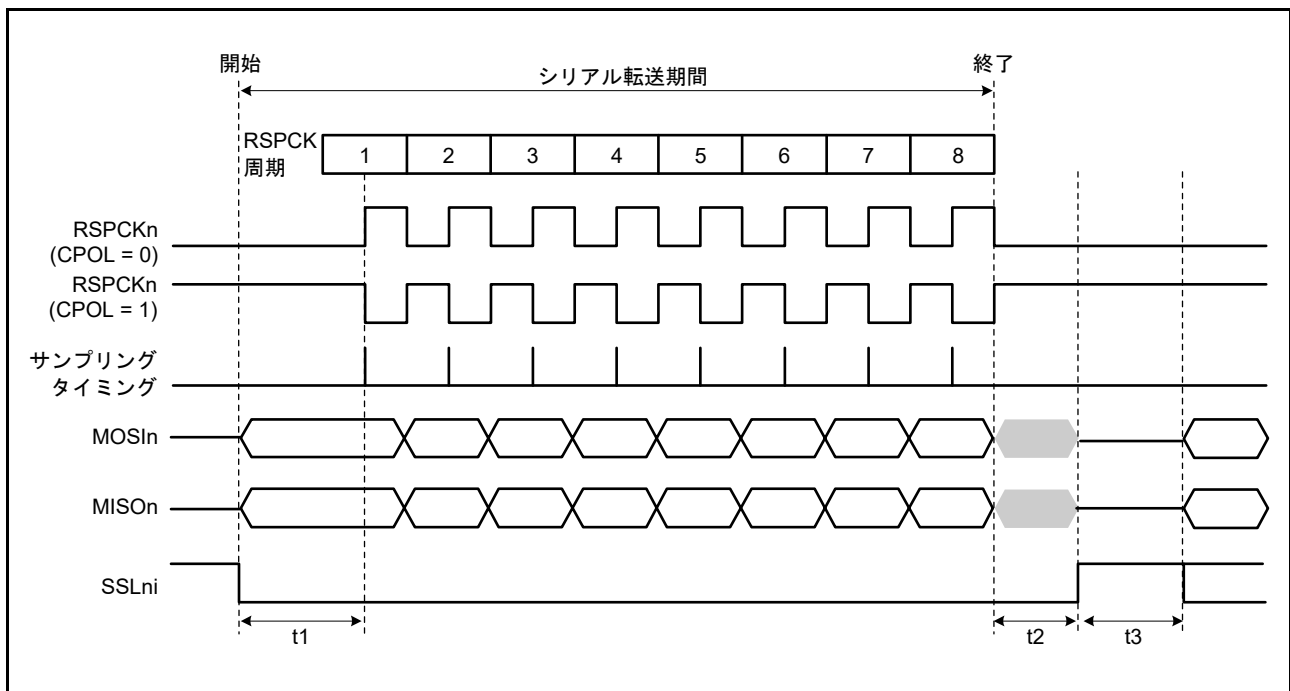 開始
シリアル転送期間
終了
RSPCK
周期
1 2 3 4 5 6 7 8
RSPCKn
(CPOL = 0)
RSPCKn
(CPOL = 1)
サンプリング
タイミング
MOSIn
MISOn
SSLni
t1
t2
t3